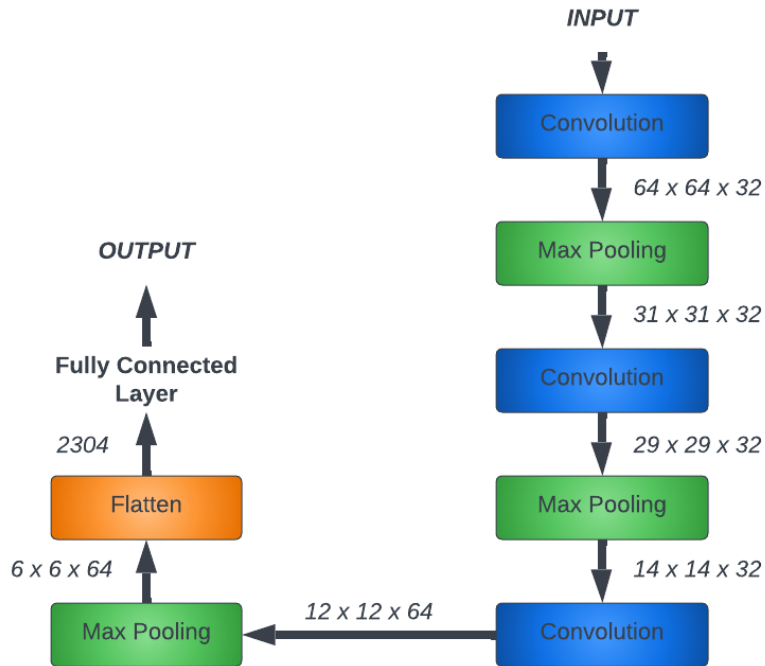 INPUT
Convolution
64 x 64 x 32
Max Pooling
31 x 31 x 32
Convolution
29 x 29 x 32
Max Pooling
14 x 14 x 32
Convolution
12 x 12 x 64
Max Pooling
6 x 6 x 64
Flatten
2304
Fully Connected
Layer
OUTPUT